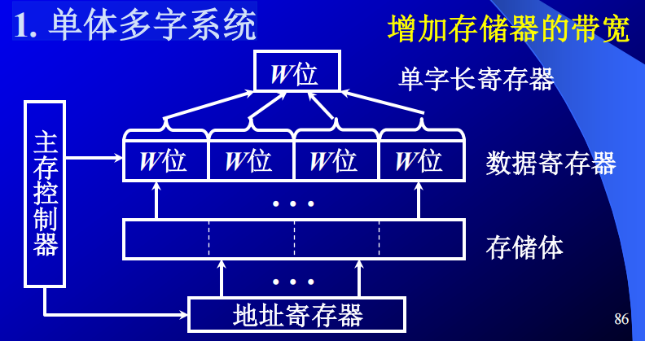 1. 单体多字系统
增加存储器的带宽
W位
单字长寄存器
主存控制器
W位 W位 W位 W位
数据寄存器
...
存储体
...
地址寄存器
86